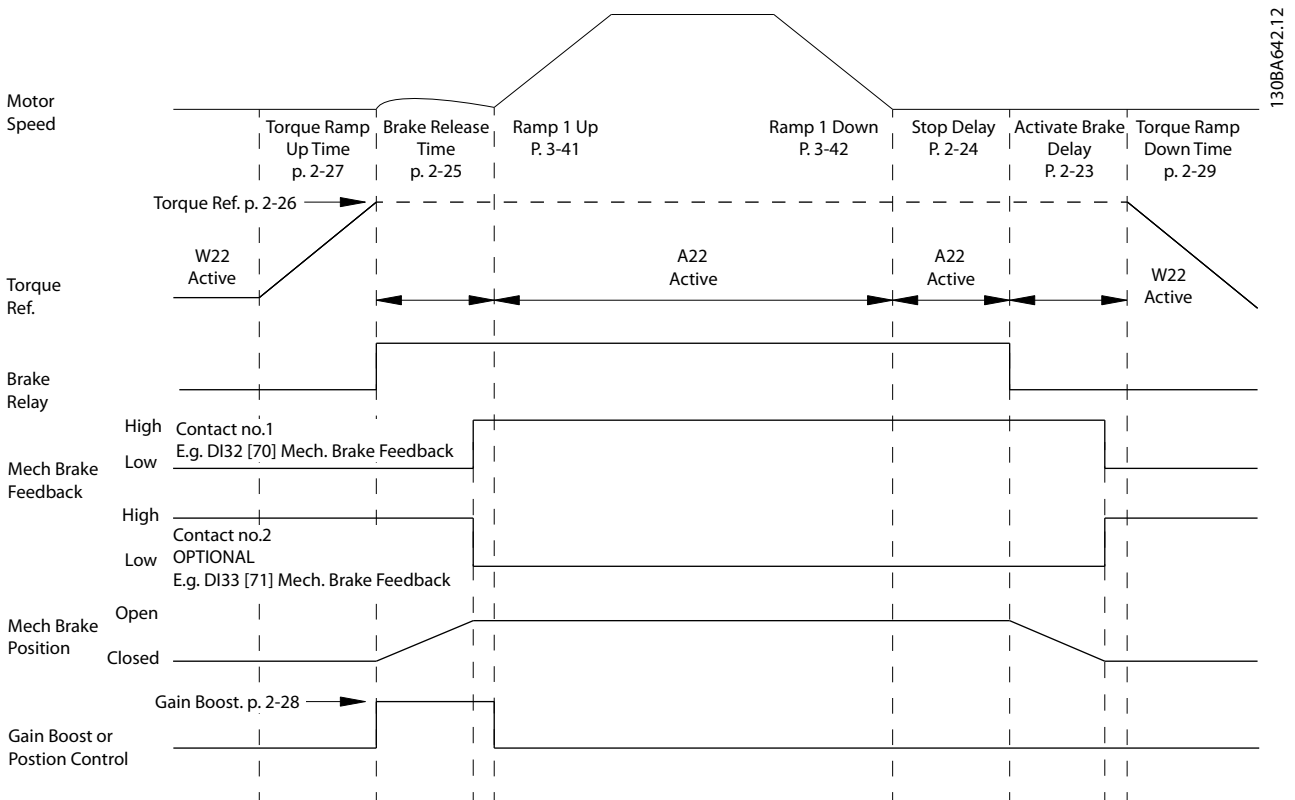 130BA642.12
Motor
Speed
Torque Ramp
Up Time
p. 2-27
Brake Release
Time
p. 2-25
Ramp 1 Up
P. 3-41
Ramp 1 Down
P. 3-42
Stop Delay
P. 2-24
Activate Brake
Delay
P. 2-23
Torque Ramp
Down Time
p. 2-29
Torque Ref. p. 2-26
Torque
Ref.
W22
Active
A22
Active
A22
Active
W22
Active
Brake
Relay
Mech Brake
Feedback
High
Low
Contact no.1
E.g. DI32 [70] Mech. Brake Feedback
High
Low
Contact no.2
OPTIONAL
E.g. DI33 [71] Mech. Brake Feedback
Mech Brake
Position
Open
Closed
Gain Boost. p. 2-28
Gain Boost or
Postion Control